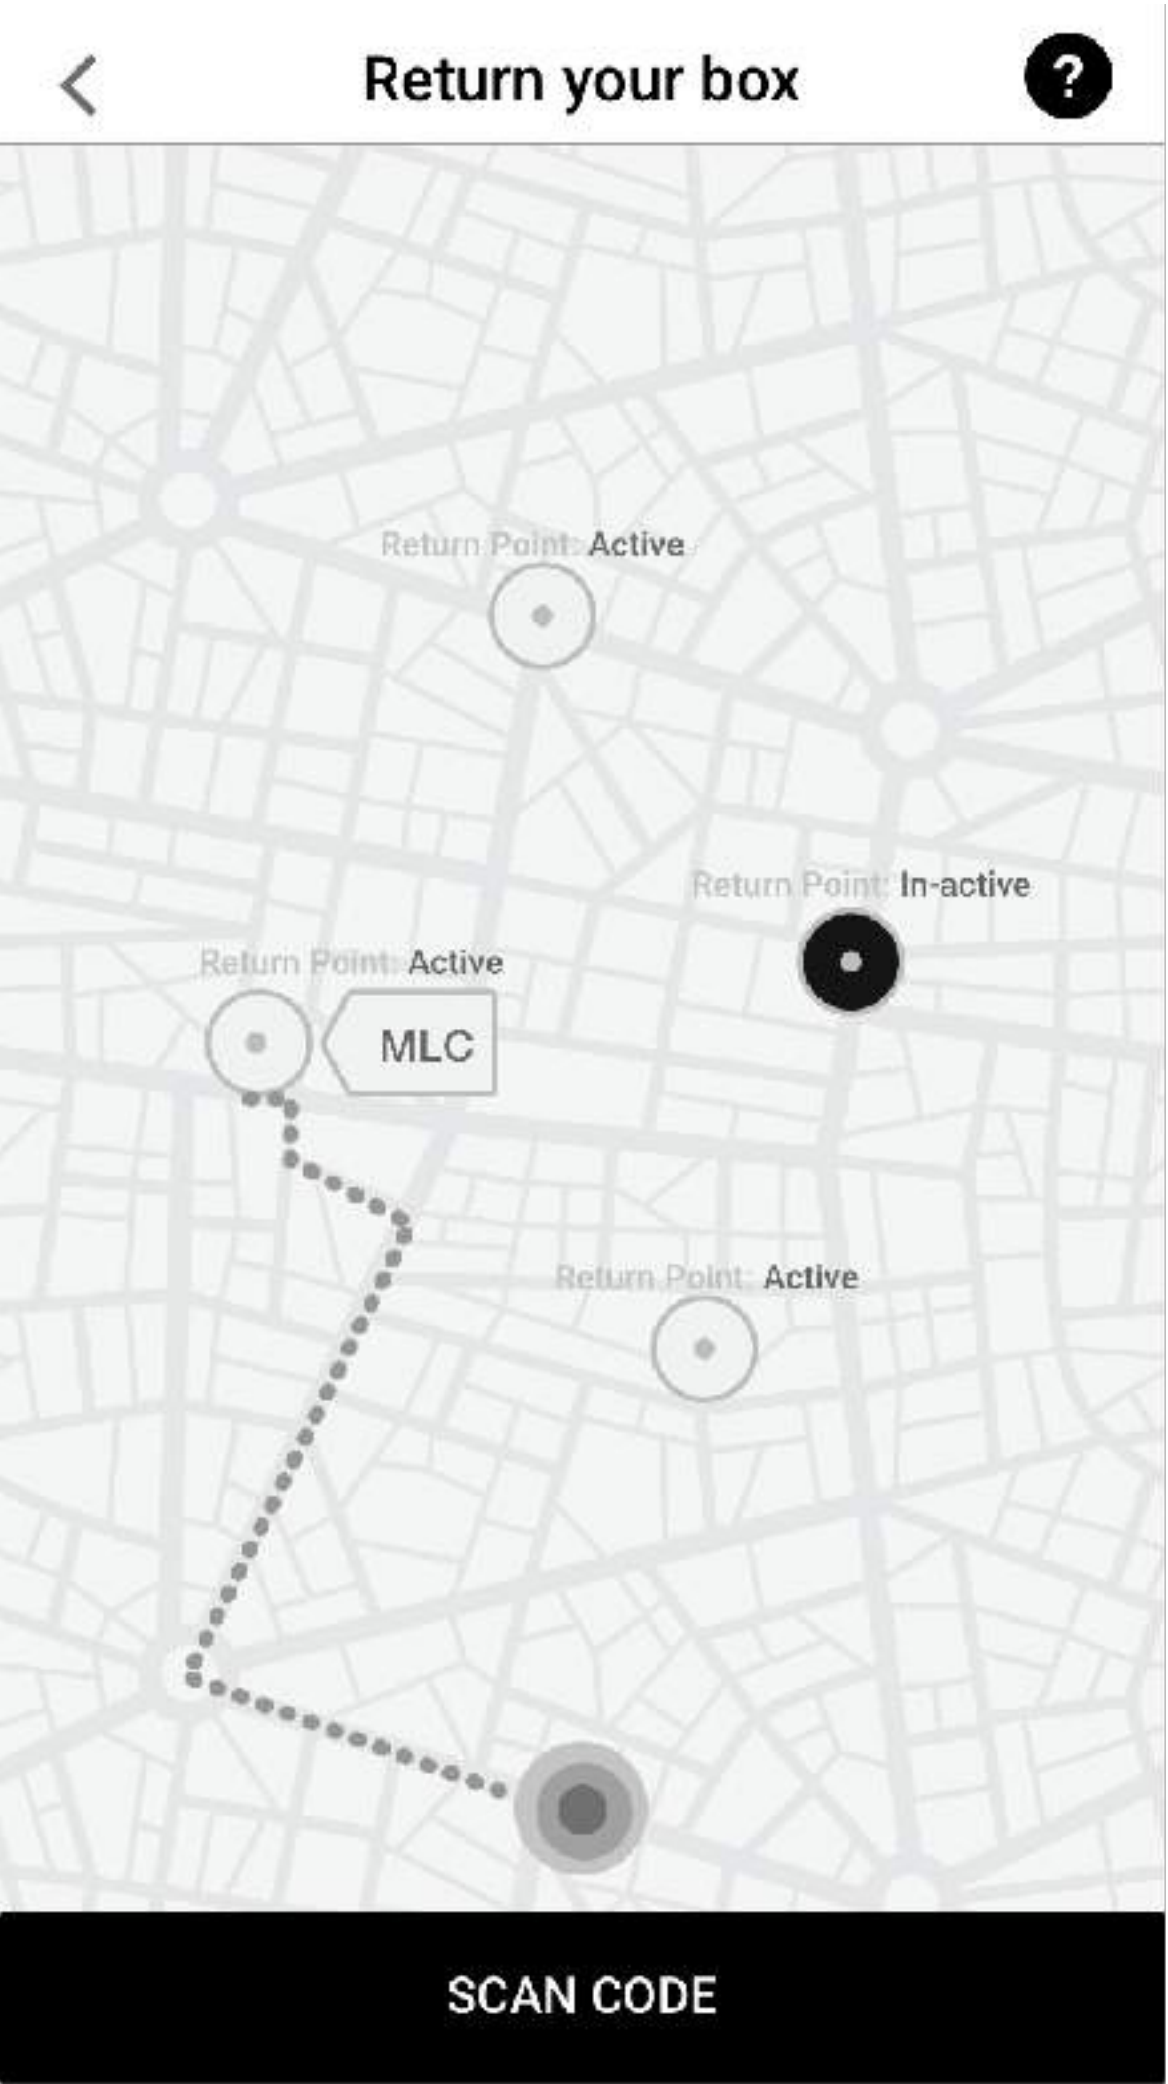 Return your box
?
Return Point: Active
Return Point: In-active
Return Point: Active
MLC
Return Point: Active
SCAN CODE